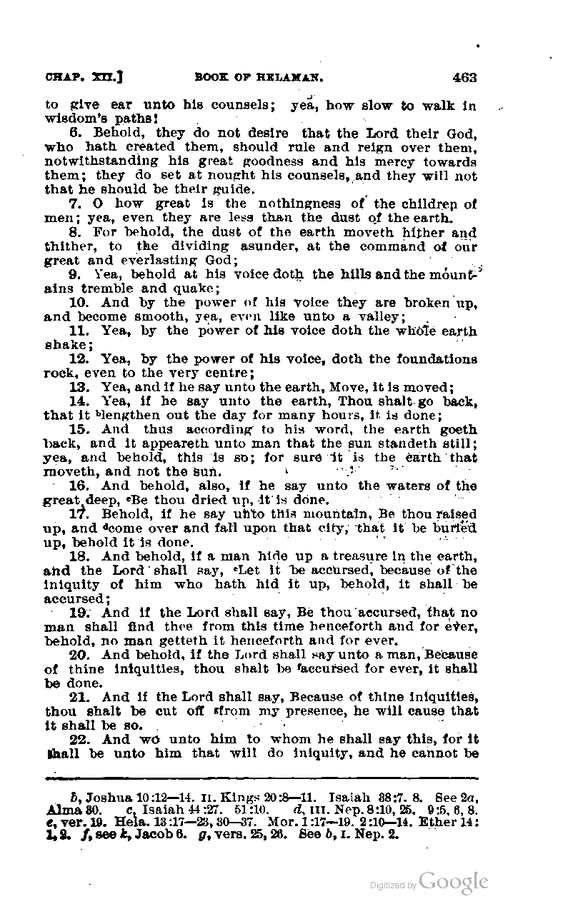 CHAP. XII.] BOOK OF HELAMAN. 463
to give ear unto his counsels; yea, how slow to walk in
wisdom's paths!
6. Behold, they do not desire that the Lord their God,
who hath created them, should rule and reign over them,
notwithstanding his great goodness and his mercy towards
them; they do set at nought his counsels, and they will not
that he should be their guide.
7. O how great is the nothingness of the children of
men; yea, even they are less than the dust of the earth.
8. For behold, the dust of the earth moveth hither and
thither, to the dividing asunder, at the command of our
great and everlasting God;
9. Yea, behold at his voice doth the hills and the mount-
ains tremble and quake;
10. And by the power of his voice they are broken up,
and become smooth, yea, even like unto a valley;
11. Yea, by the power of his voice doth the whole earth
shake;
12. Yea, by the power of his voice, doth the foundations
rock, even to the very centre;
13. Yea, and if he say unto the earth, Move, it is moved;
14. Yea, if he say unto the earth, Thou shalt go back,
that it ᵇlengthen out the day for many hours, it is done;
15. And thus according to his word, the earth goeth
back, and it appeareth unto man that the sun standeth still;
yea, and behold, this is so; for sure it is the earth that
moveth, and not the sun.
16. And behold, also, if he say unto the waters of the
great deep, ᶜBe thou dried up, it is done.
17. Behold, if he say unto this mountain, Be thou raised
up, and ᵈcome over and fall upon that city, that it be buried
up, behold it is done.
18. And behold, if a man hide up a treasure in the earth,
and the Lord shall say, ᵉLet it be accursed, because of the
iniquity of him who hath hid it up, behold, it shall be
accursed;
19. And if the Lord shall say, Be thou accursed, that no
man shall find thee from this time henceforth and for ever,
behold, no man getteth it henceforth and for ever.
20. And behold, if the Lord shall say unto a man, Because
of thine iniquities, thou shalt be ᶠaccursed for ever, it shall
be done.
21. And if the Lord shall say, Because of thine iniquities,
thou shalt be cut off ᵍfrom my presence, he will cause that
it shall be so.
22. And wo unto him to whom he shall say this, for it
shall be unto him that will do iniquity, and he cannot be
b, Joshua 10:12—14. II. Kings 20:8—11. Isaiah 38:7. 8. See 2a,
Alma 30. c, Isaiah 44:27. 51:10. d, III. Nep. 8:10, 25. 9:5, 6, 8.
e, ver. 19. Hela. 13:17—23, 30—37. Mor. 1:17—19. 2:10—14. Ether 14:
1, 2. f, see k, Jacob 6. g, vers. 25, 26. See b, I. Nep. 2.
Digitized by Google